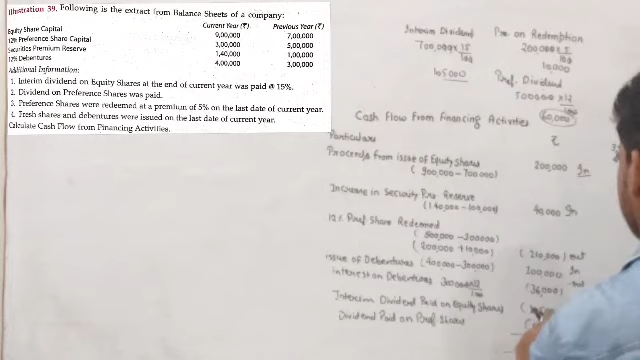 Illustration 39. Following is the extract from Balance Sheets of a company:
Current Year (₹) Previous Year (₹)
Equity Share Capital 9,00,000 7,00,000
12% Preference Share Capital 3,00,000 5,00,000
Securities Premium Reserve 1,40,000 1,00,000
12% Debentures 4,00,000 3,00,000
Additional Information:
1. Interim dividend on Equity Shares at the end of current year was paid @ 15%.
2. Dividend on Preference Shares was paid.
3. Preference Shares were redeemed at a premium of 5% on the last date of current year.
4. Fresh shares and debentures were issued on the last date of current year.
Calculate Cash Flow from Financing Activities.
Interim Dividend
700,000 × 15
100
105000
Pre on Redemption
200000 × 5
100
10,000
Pref. Dividend
500000 × 12
60,000
Cash Flow From Financing Activities
Particulars ₹
Proceeds from issue of Equity Shares 200,000 In
(900,000 - 700,000)
Increase in Security Pre Reserve 40,000 In
(140,000 - 100,000)
12% Pref Share Redeemed
(500,000 - 300000)
(200,000 + 10,000) (210,000) out
issue of Debentures (400,000 - 300000) 100,000 In
interest on Debentures 300000 × 12 (36,000) out
100
Interim Dividend Paid on Equity Shares
Dividend Paid on Pref. Shares